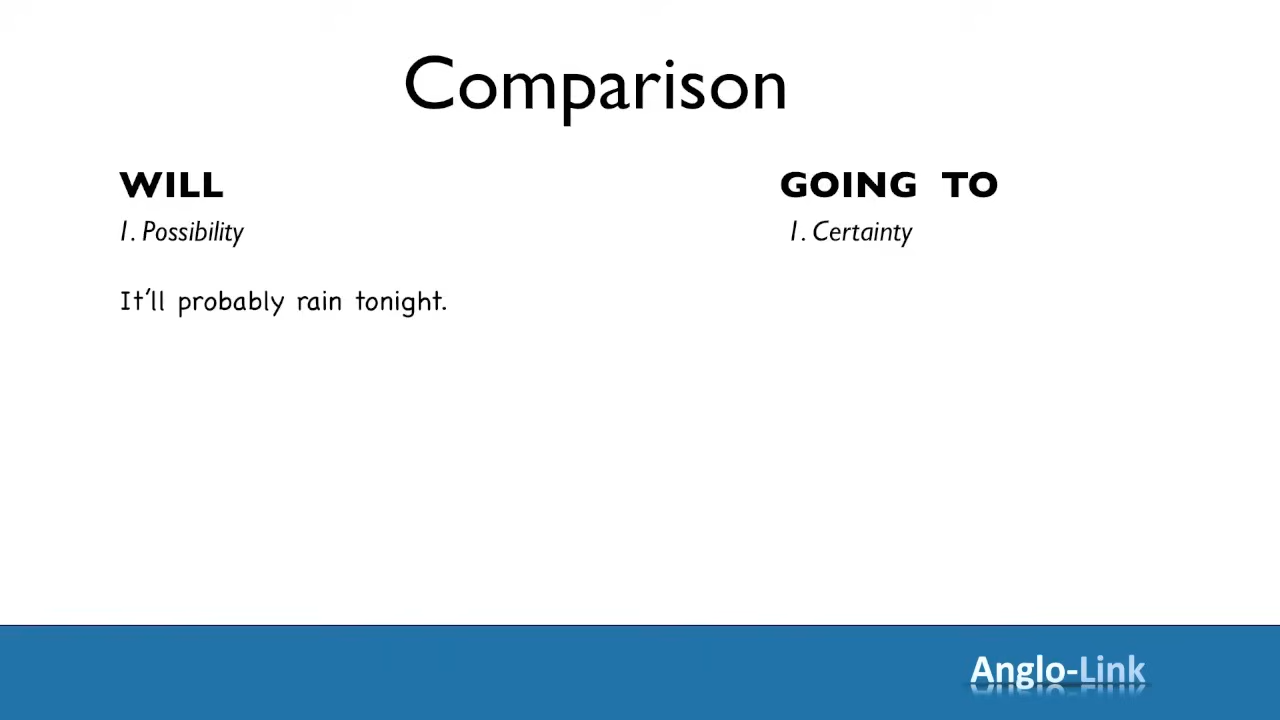 Comparison
WILL
1. Possibility
It'll probably rain tonight.
GOING TO
1. Certainty
Anglo-Link